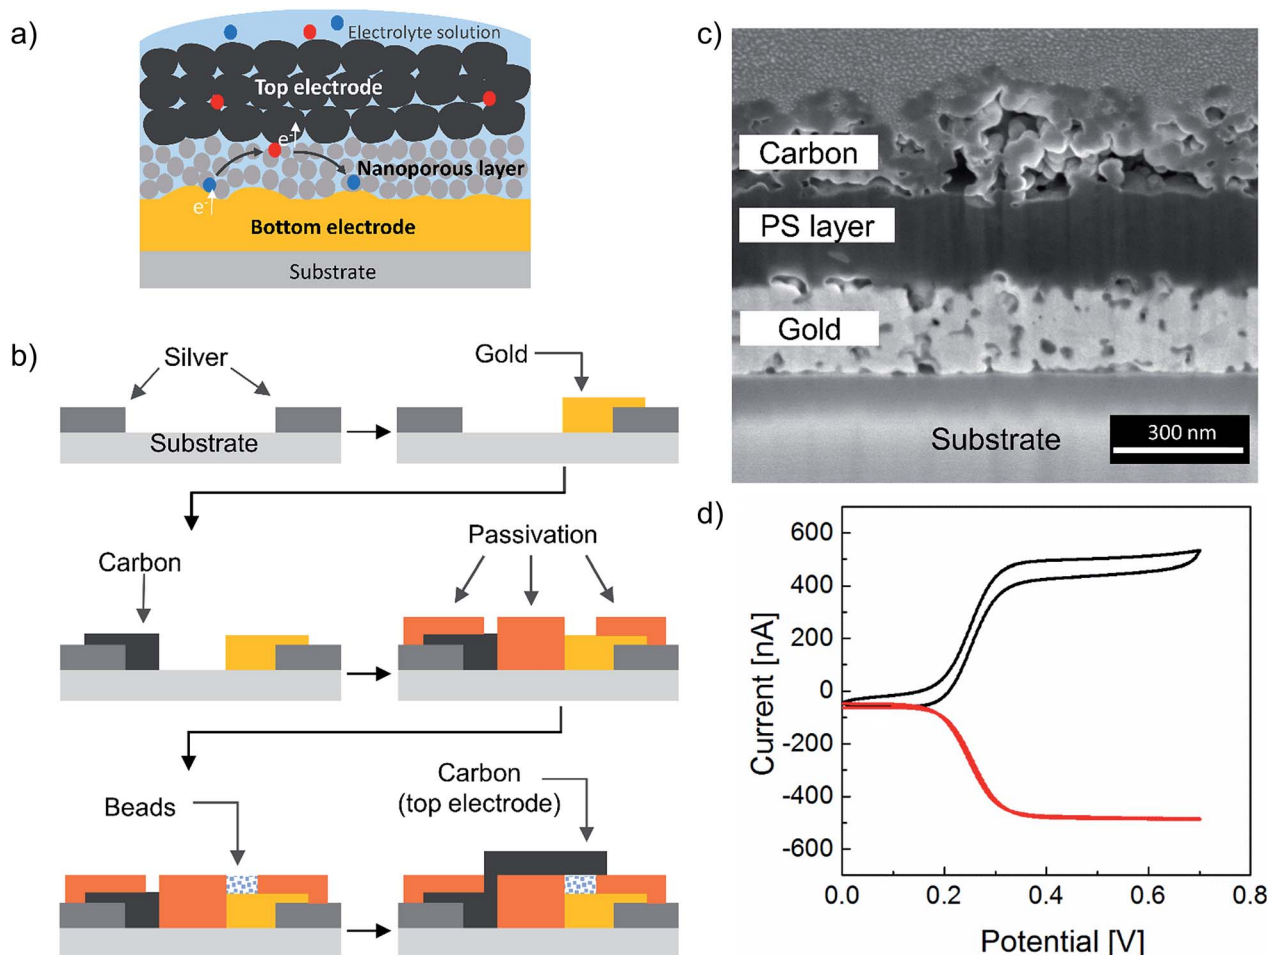 a)
Electrolyte solution
Top electrode
e-
Nanoporous layer
e-
Bottom electrode
Substrate
b)
Silver
Gold
Substrate
Carbon
Passivation
Beads
Carbon
(top electrode)
c)
Carbon
PS layer
Gold
Substrate
300 nm
d)
600
400
200
0
-200
-400
-600
Current [nA]
0.0
0.2
0.4
0.6
0.8
Potential [V]